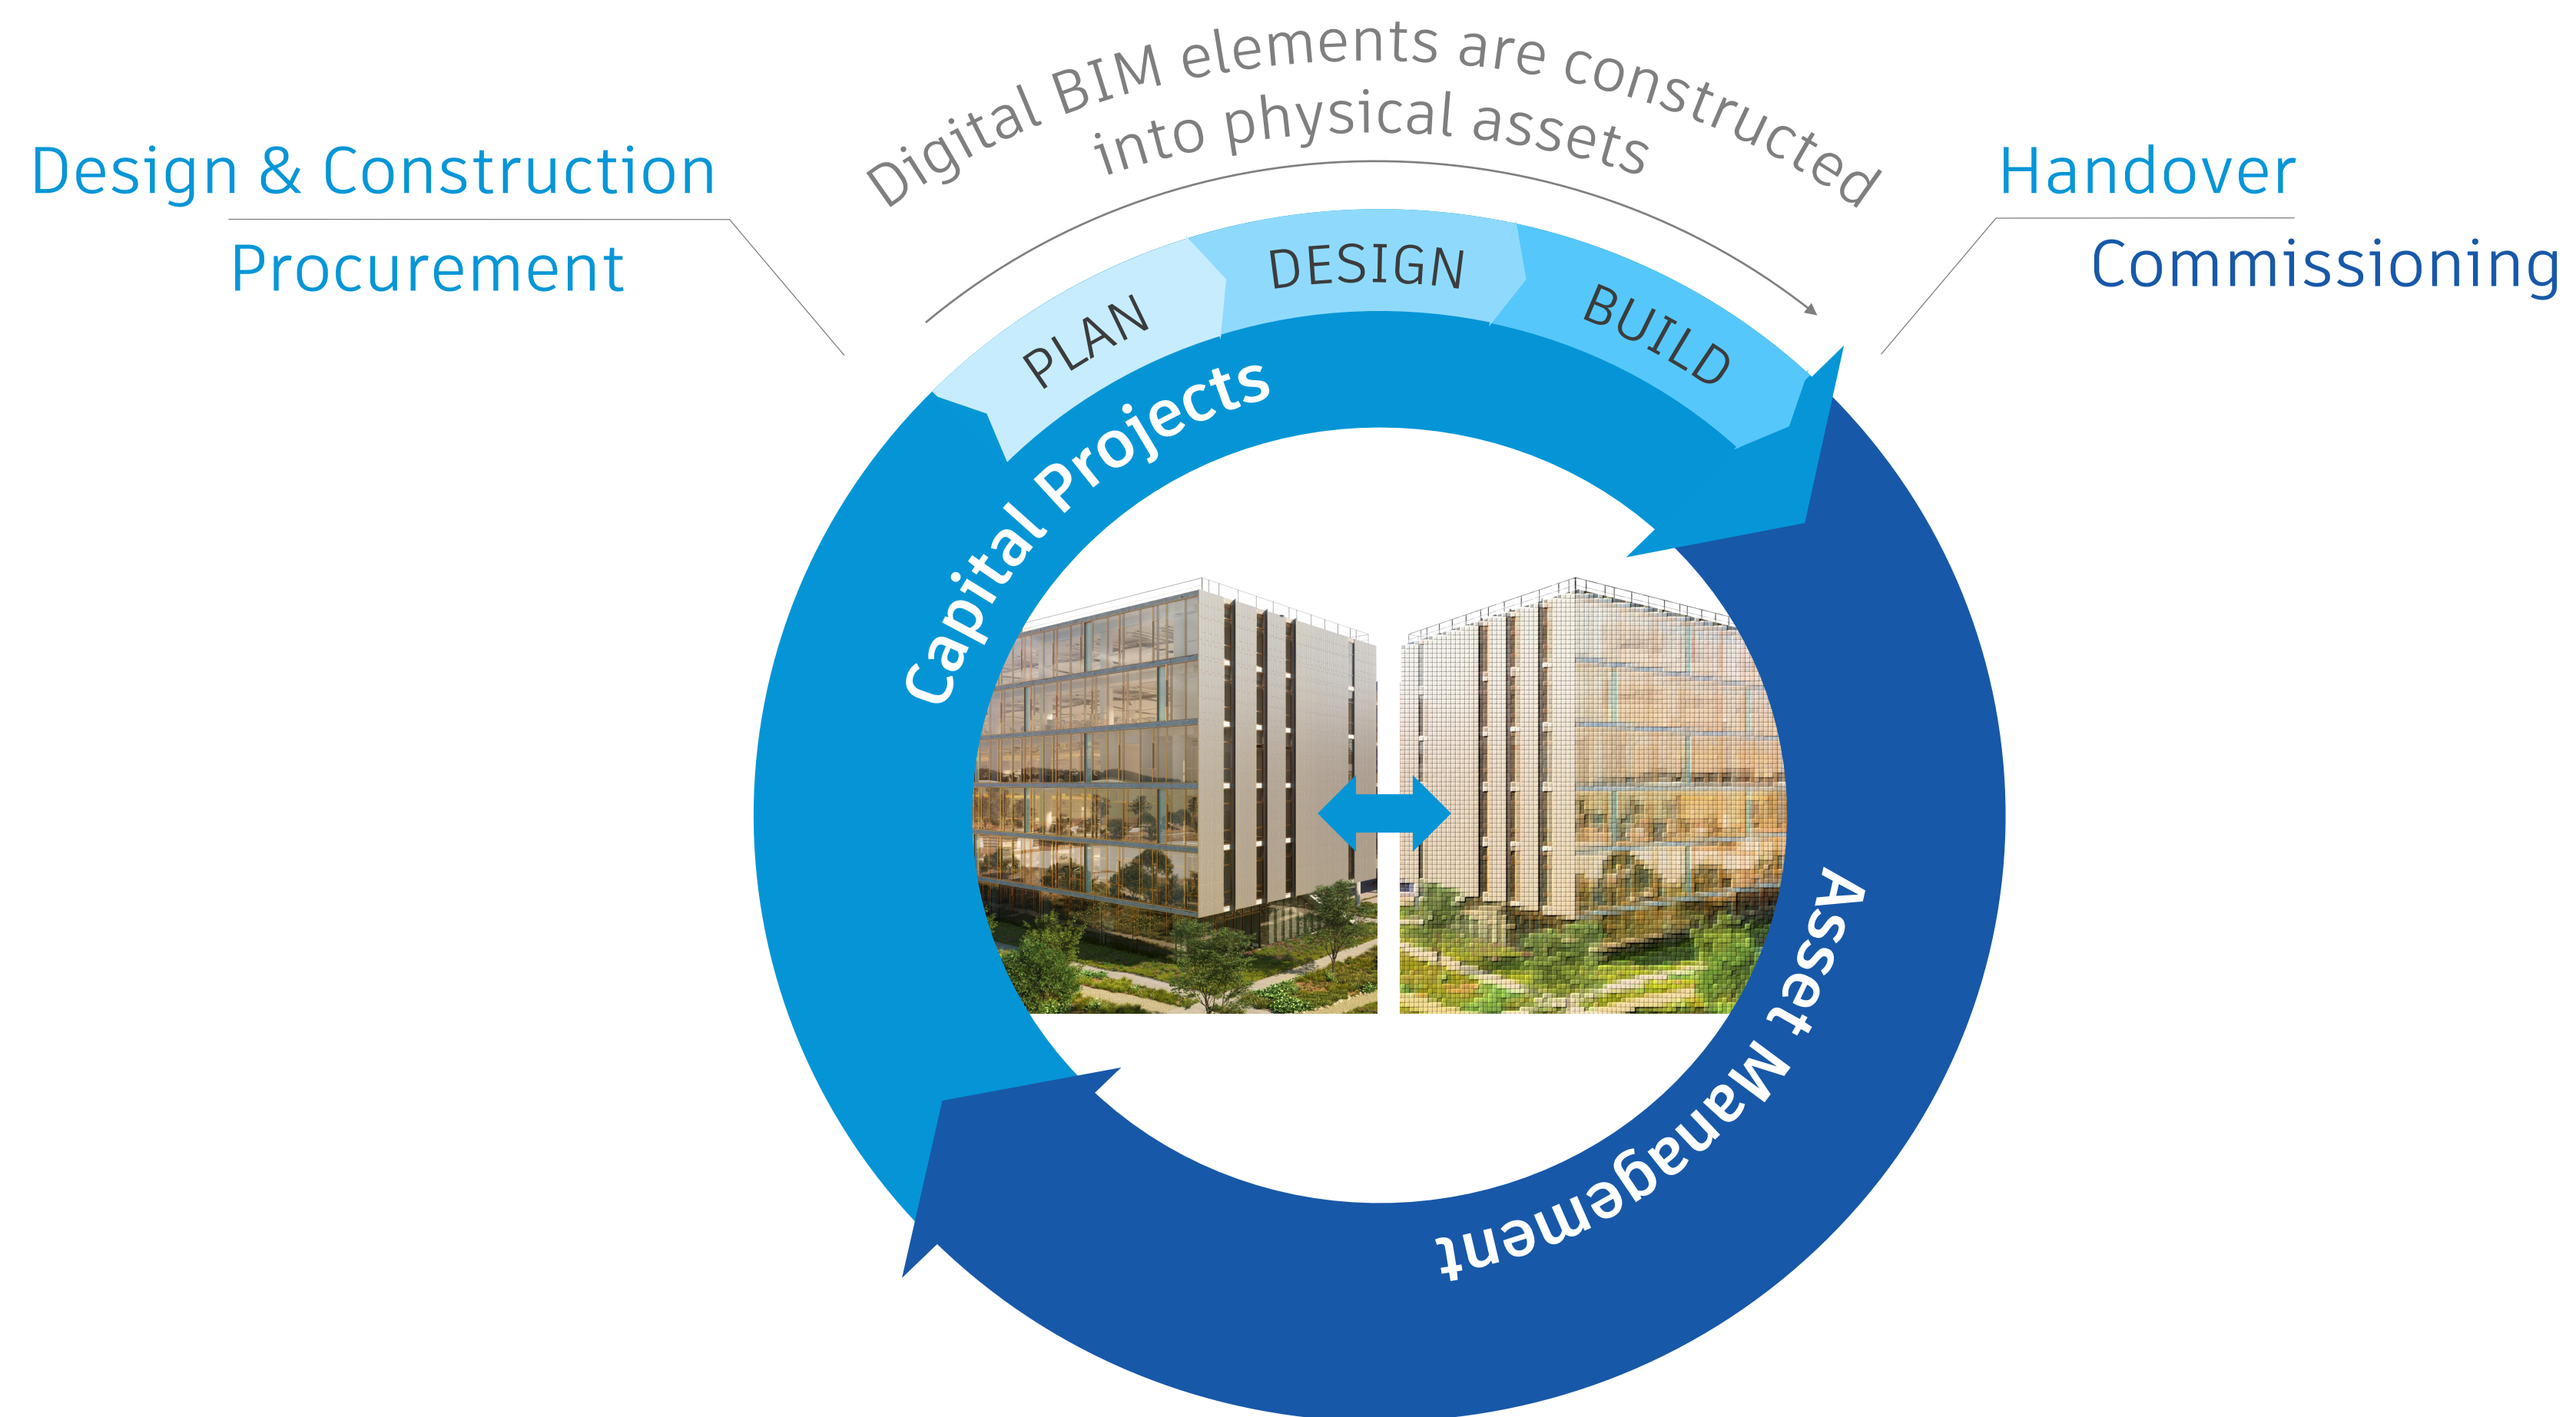 Digital BIM elements are constructed
into physical assets
Design & Construction
Procurement
Handover
Commissioning
PLAN
DESIGN
BUILD
Capital Projects
Asset Management